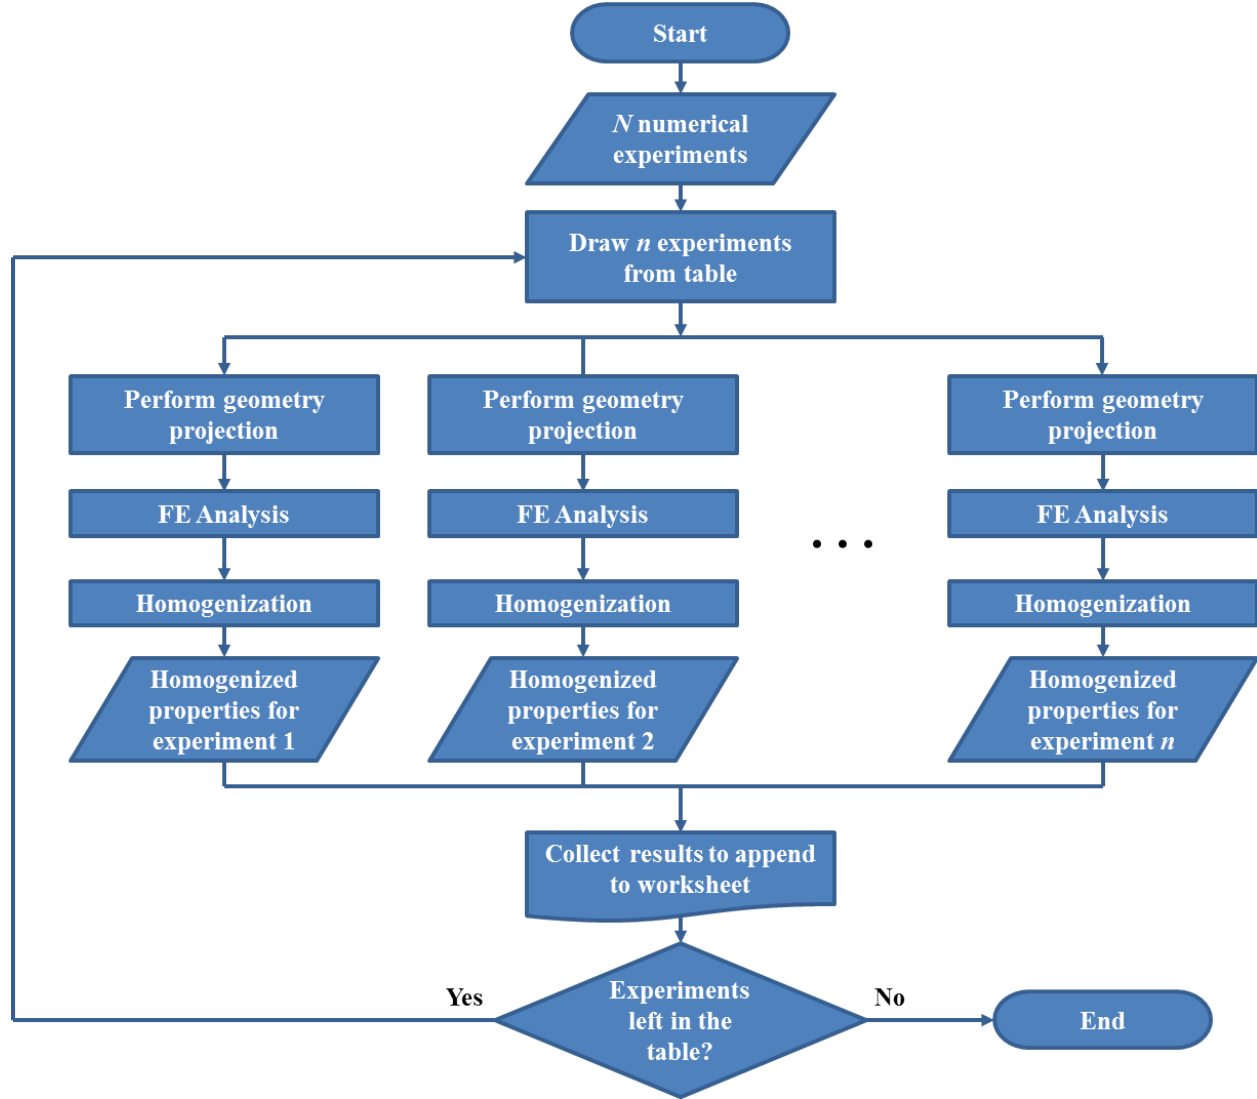 Start
N numerical
experiments
Draw n experiments
from table
Perform geometry
projection
FE Analysis
Homogenization
Homogenized
properties for
experiment 1
Perform geometry
projection
FE Analysis
Homogenization
Homogenized
properties for
experiment 2
. . .
Perform geometry
projection
FE Analysis
Homogenization
Homogenized
properties for
experiment n
Collect results to append
to worksheet
Experiments
left in the
table?
Yes
No
End